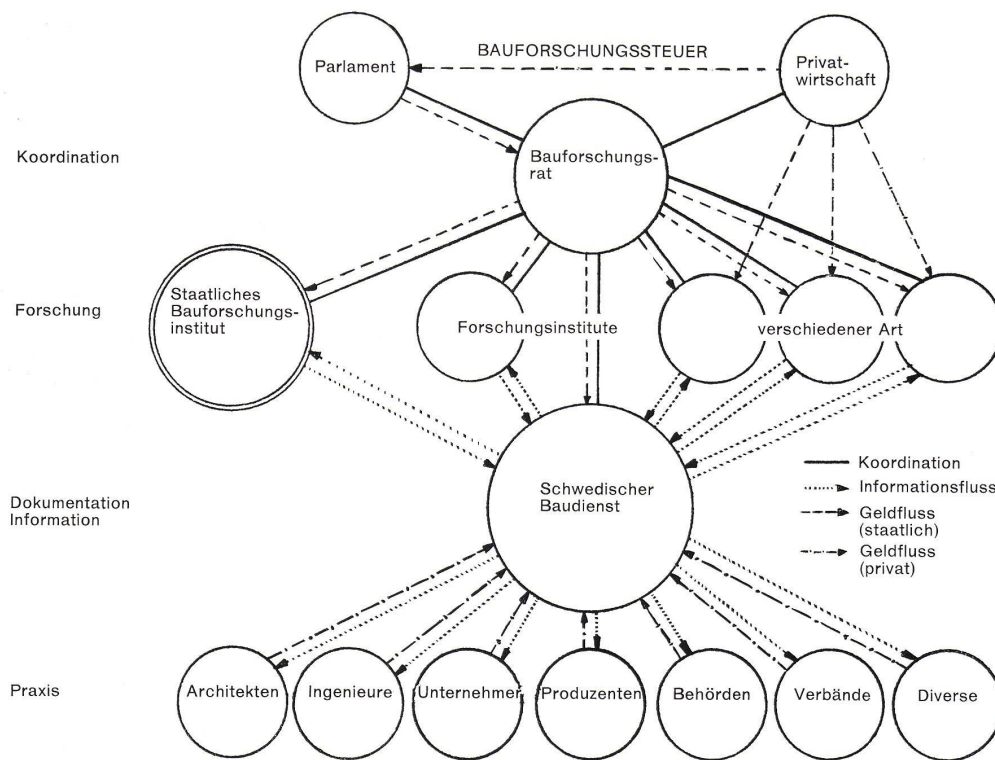 BAUFORSCHUNGSSTEUER
Parlament
Privat-
wirtschaft
Koordination
Bauforschungs-
rat
Forschung
Staatliches
Bauforschungs-
institut
Forschungsinstitute
verschiedener Art
Dokumentation
Information
Schwedischer
Baudienst
Koordination
Informationsfluss
Geldfluss
(staatlich)
Geldfluss
(privat)
Praxis
Architekten
Ingenieure
Unternehmer
Produzenten
Behörden
Verbände
Diverse